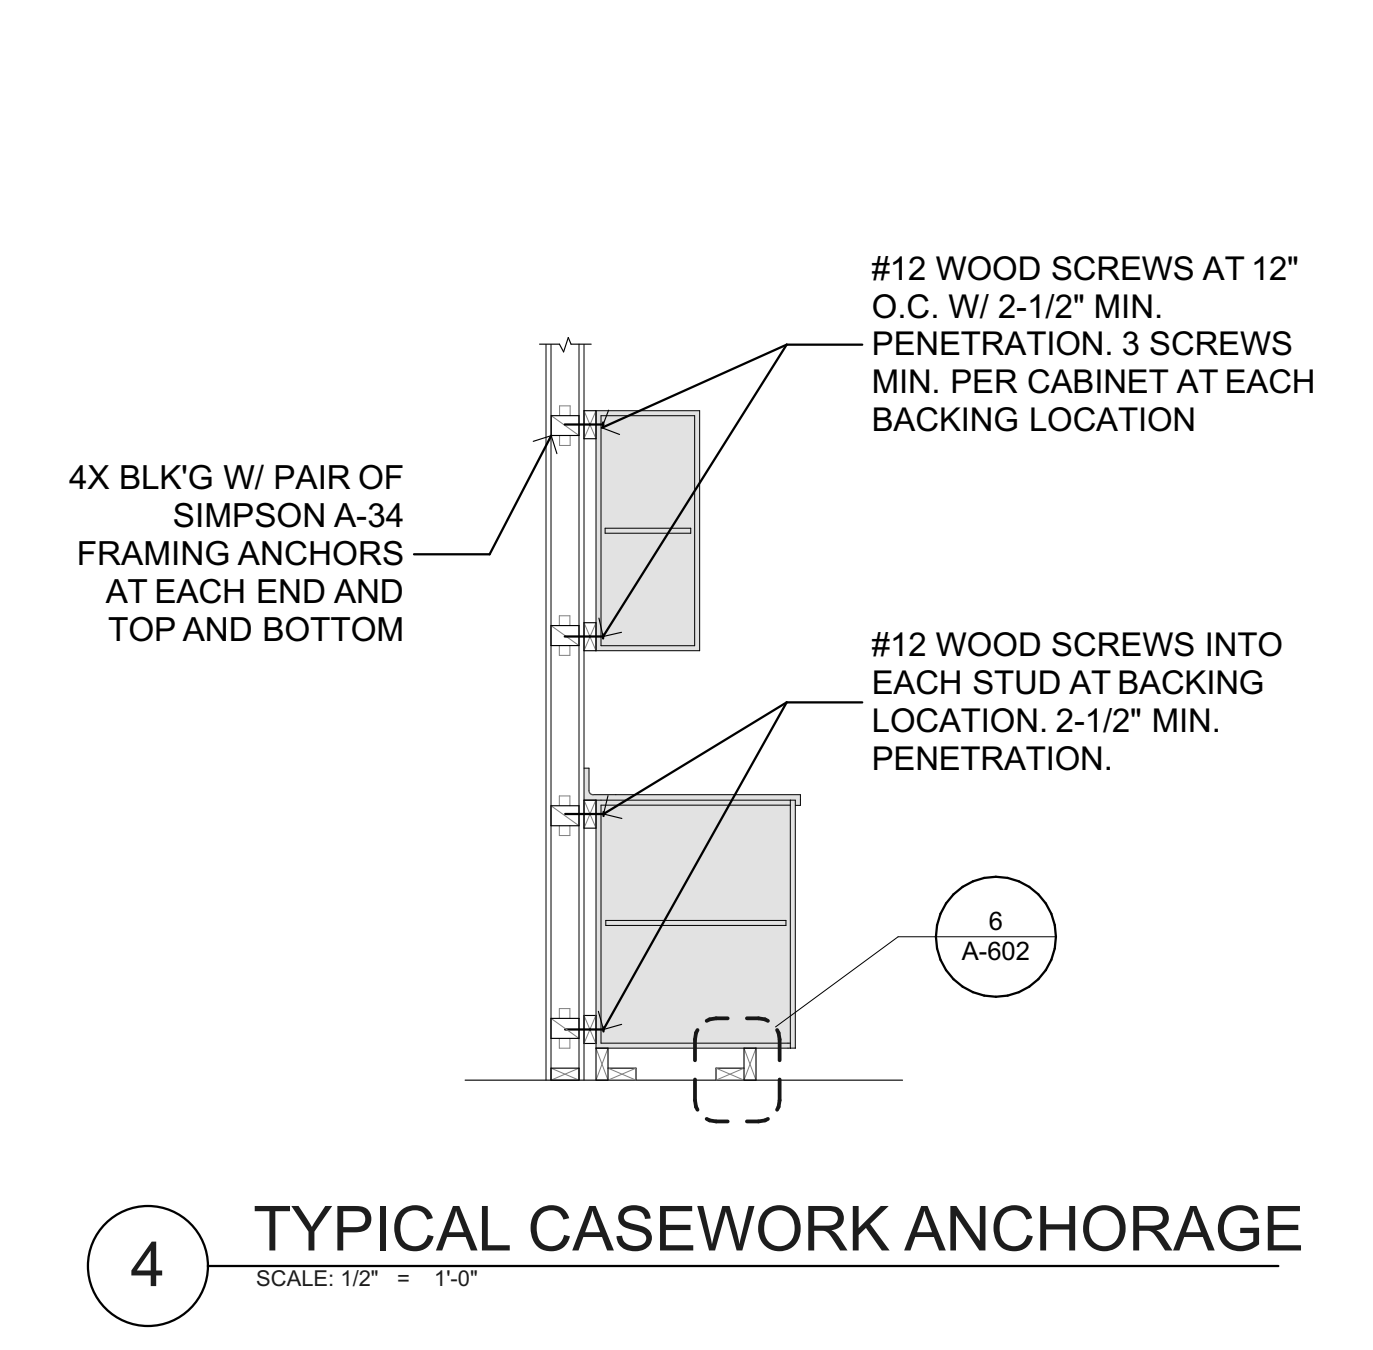 #12 WOOD SCREWS AT 12"
O.C. W/ 2-1/2" MIN.
PENETRATION. 3 SCREWS
MIN. PER CABINET AT EACH
BACKING LOCATION
4X BLK'G W/ PAIR OF
SIMPSON A-34
FRAMING ANCHORS
AT EACH END AND
TOP AND BOTTOM
#12 WOOD SCREWS INTO
EACH STUD AT BACKING
LOCATION. 2-1/2" MIN.
PENETRATION.
6
A-602
4
TYPICAL CASEWORK ANCHORAGE
SCALE: 1/2" = 1'-0"